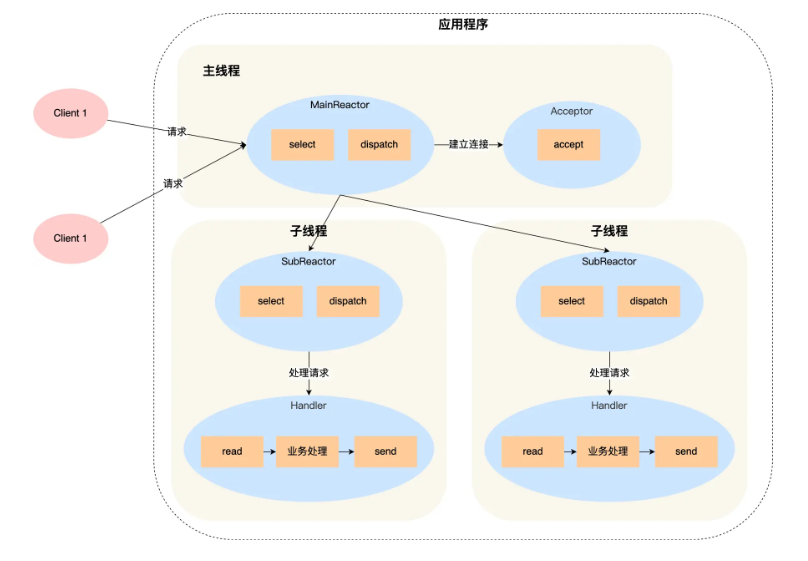 应用程序
主线程
MainReactor
Acceptor
Client 1
请求
select
dispatch
建立连接
accept
请求
Client 1
子线程
子线程
SubReactor
SubReactor
select
dispatch
select
dispatch
处理请求
处理请求
Handler
Handler
read
业务处理
send
read
业务处理
send